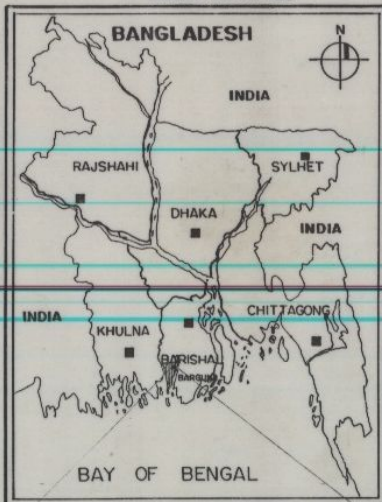 BANGLADESH
N
INDIA
RAJSHAHI
SYLHET
DHAKA
INDIA
INDIA
CHITTAGONG
KHULNA
BARISHAL
BAY OF BENGAL